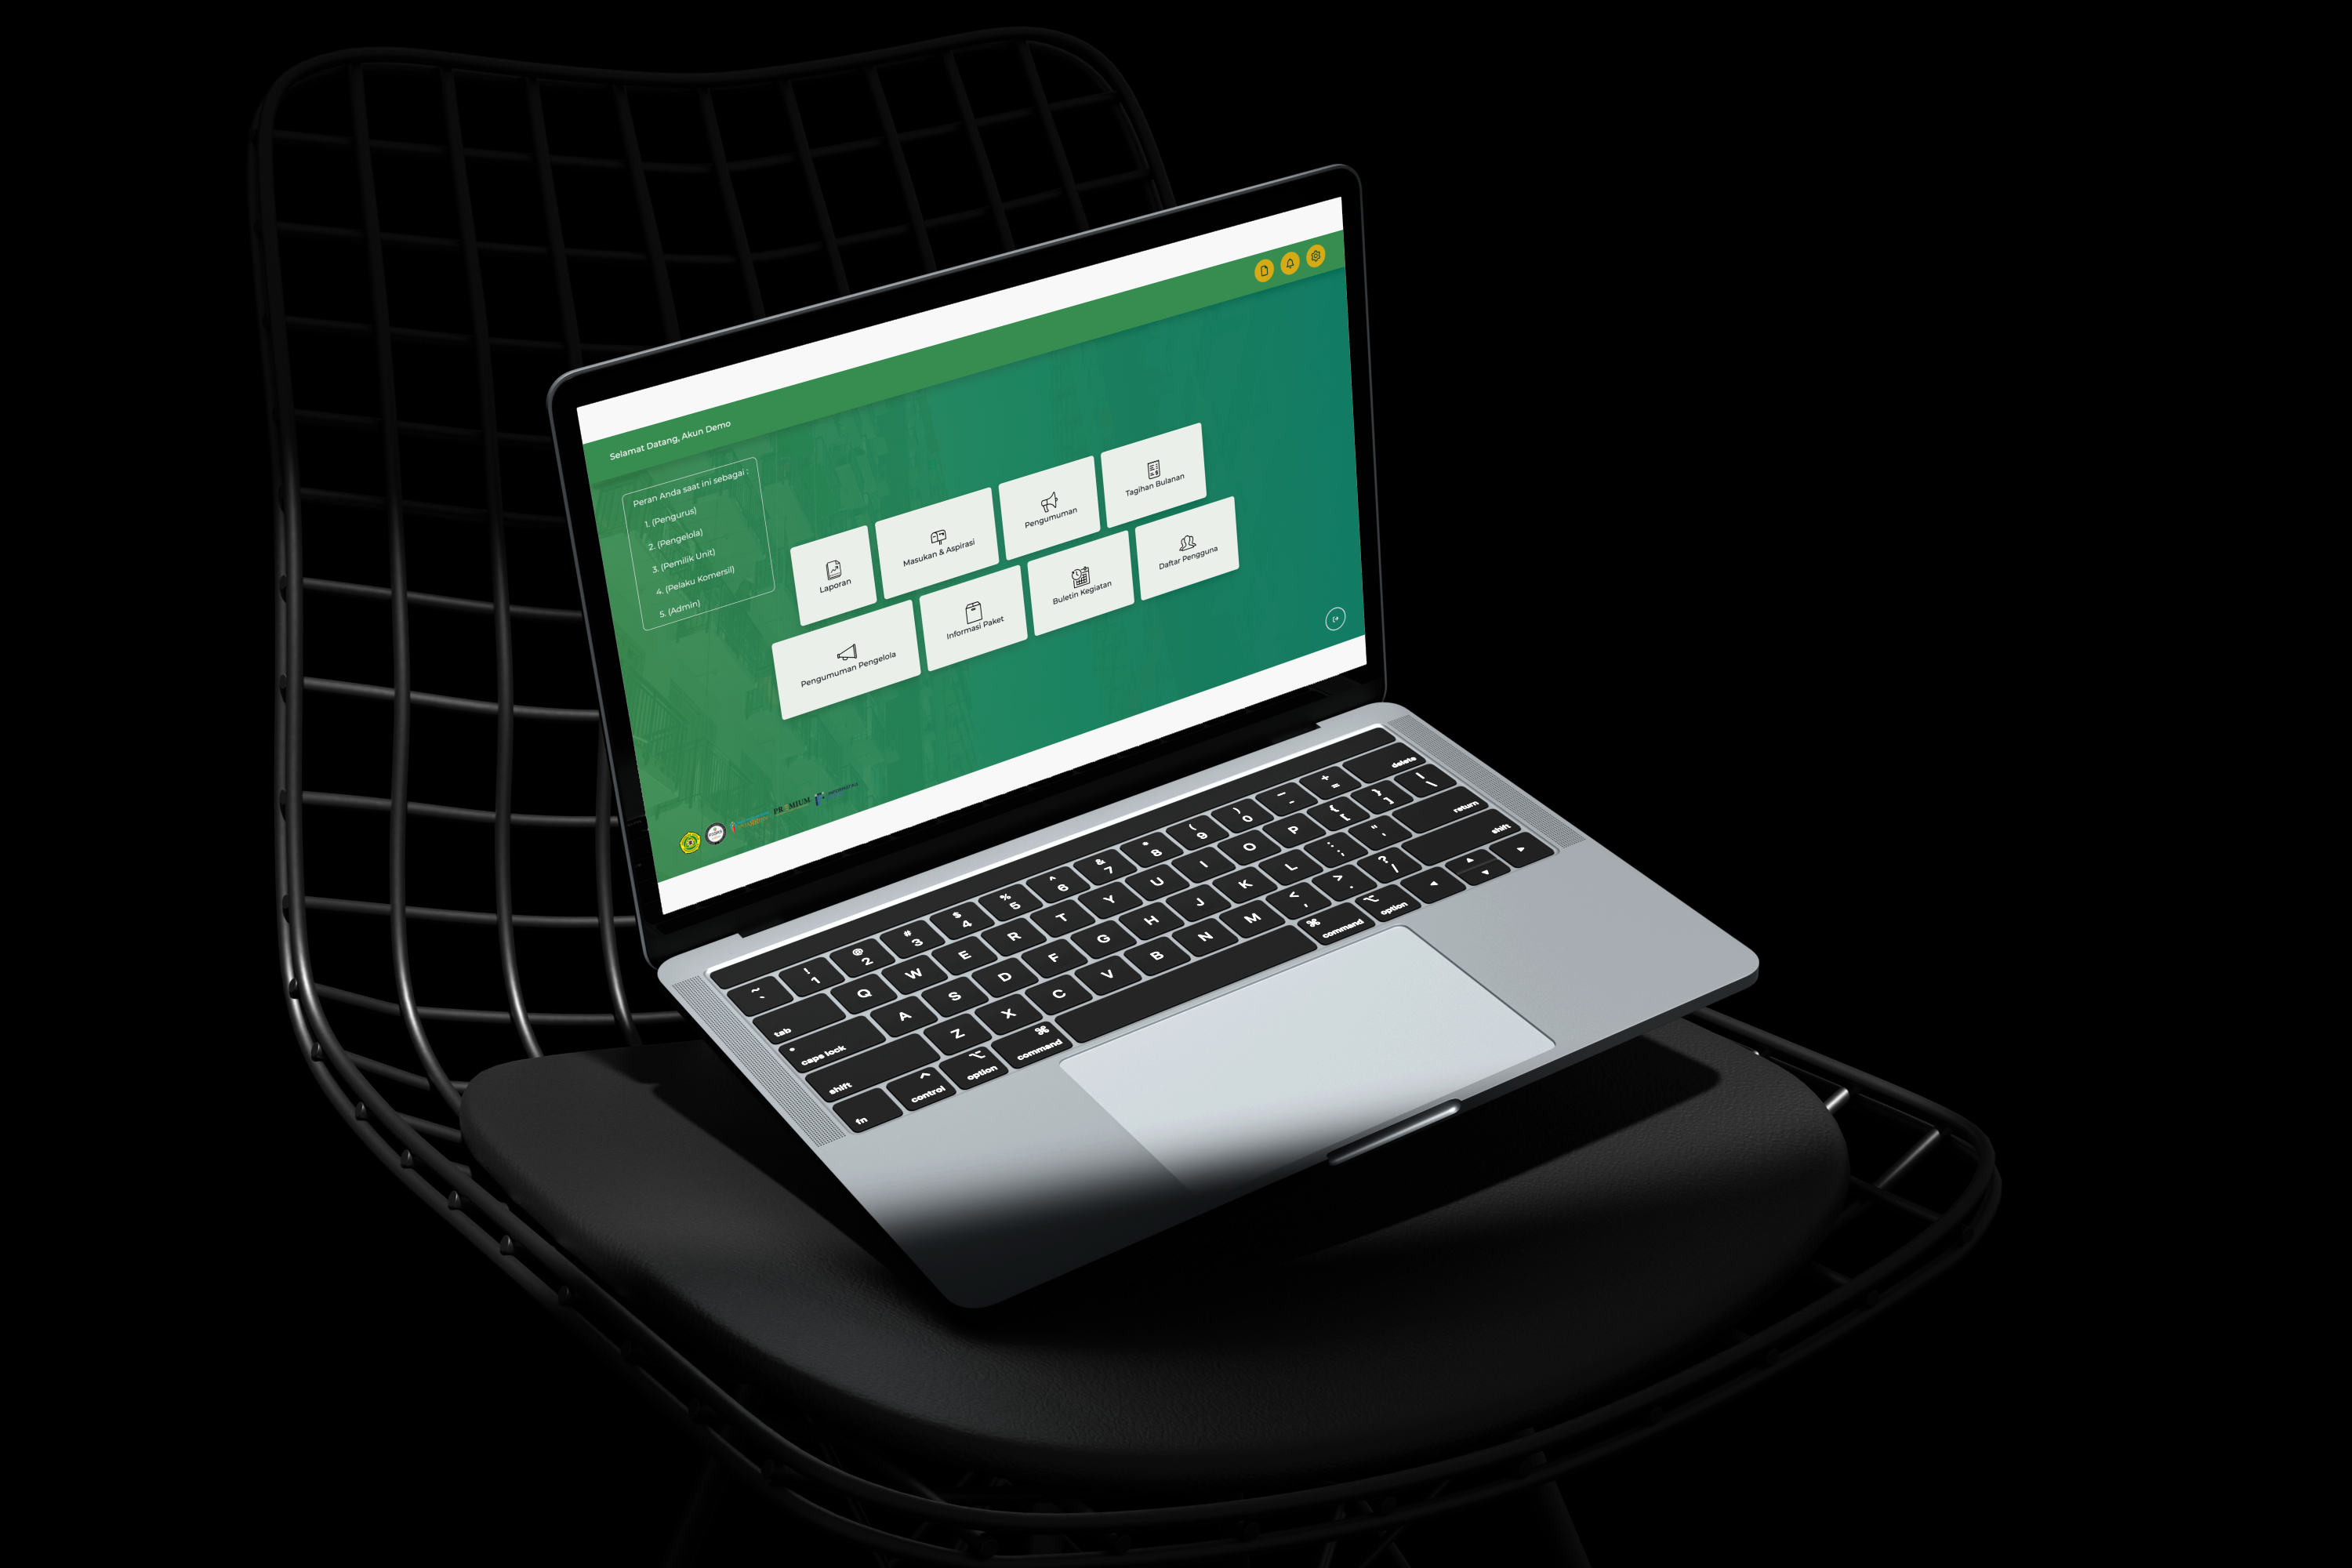 Selamat Datang, Akun Demo
Peran Anda saat ini sebagai :
1. (Pengurus)
2. (Pengelola)
3. (Pemilik Unit)
4. (Pelaku Komersil)
5. (Admin)
Laporan
Masukan & Aspirasi
Pengumuman
Tagihan Bulanan
Pengumuman Pengelola
Informasi Paket
Buletin Kegiatan
Daftar Pengguna
PREMIUM
~ ! @ # $ % ^ & * ( ) — +
` 1 2 3 4 5 6 7 8 9 0 - = delete
tab Q W E R T Y U I O P { [ } ] | \
caps lock A S D F G H J K L : ; " ' return
shift Z X C V B N M < , > . ? / shift
fn control option command command option